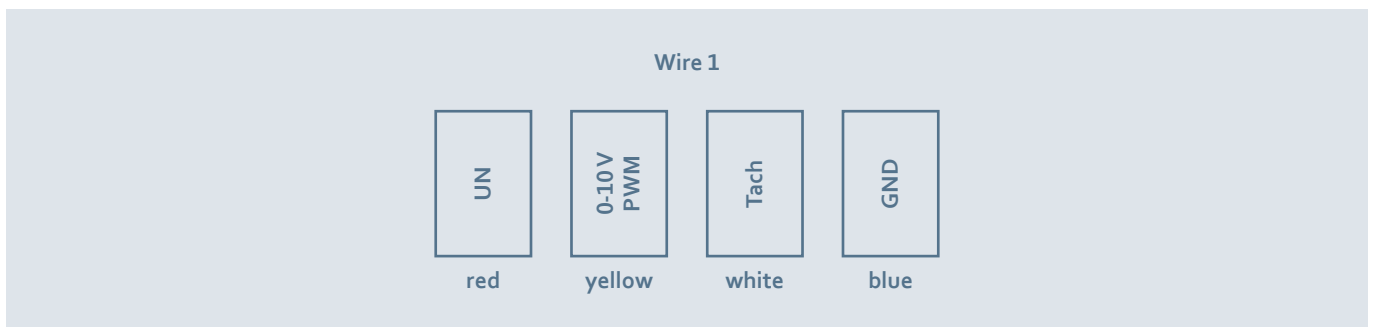 Wire 1
UN
0-10 V
PWM
Tach
GND
red
yellow
white
blue